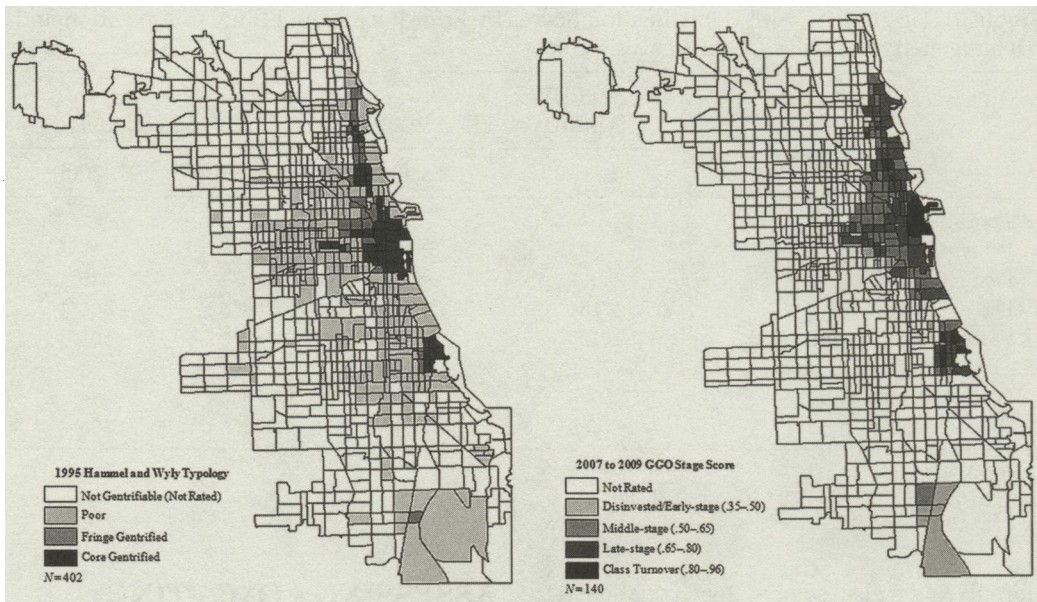 1995 Hammel and Wyly Typology
Not Gentrifiable (Not Rated)
Poor
Fringe Gentrified
Core Gentrified
N=402
2007 to 2009 GGO Stage Score
Not Rated
Disinvested/Early-stage (.35–.50)
Middle-stage (.50–.65)
Late-stage (.65–.80)
Class Turnover (.80–.96)
N=140